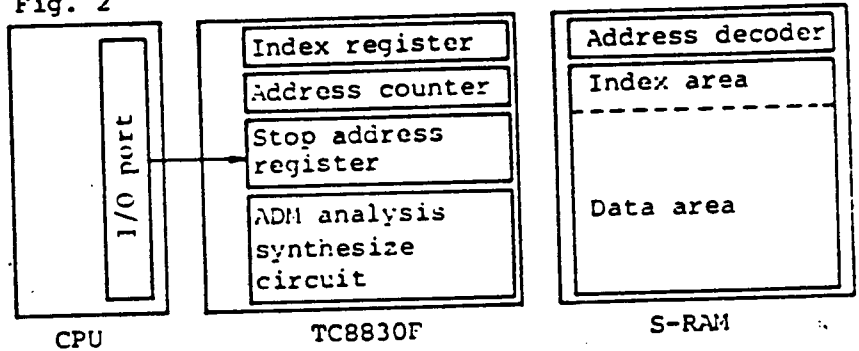 Fig. 2
I/O port
Index register
Address counter
Stop address
register
ADM analysis
synthesize
circuit
Address decoder
Index area
Data area
CPU
TC8830F
S-RAM